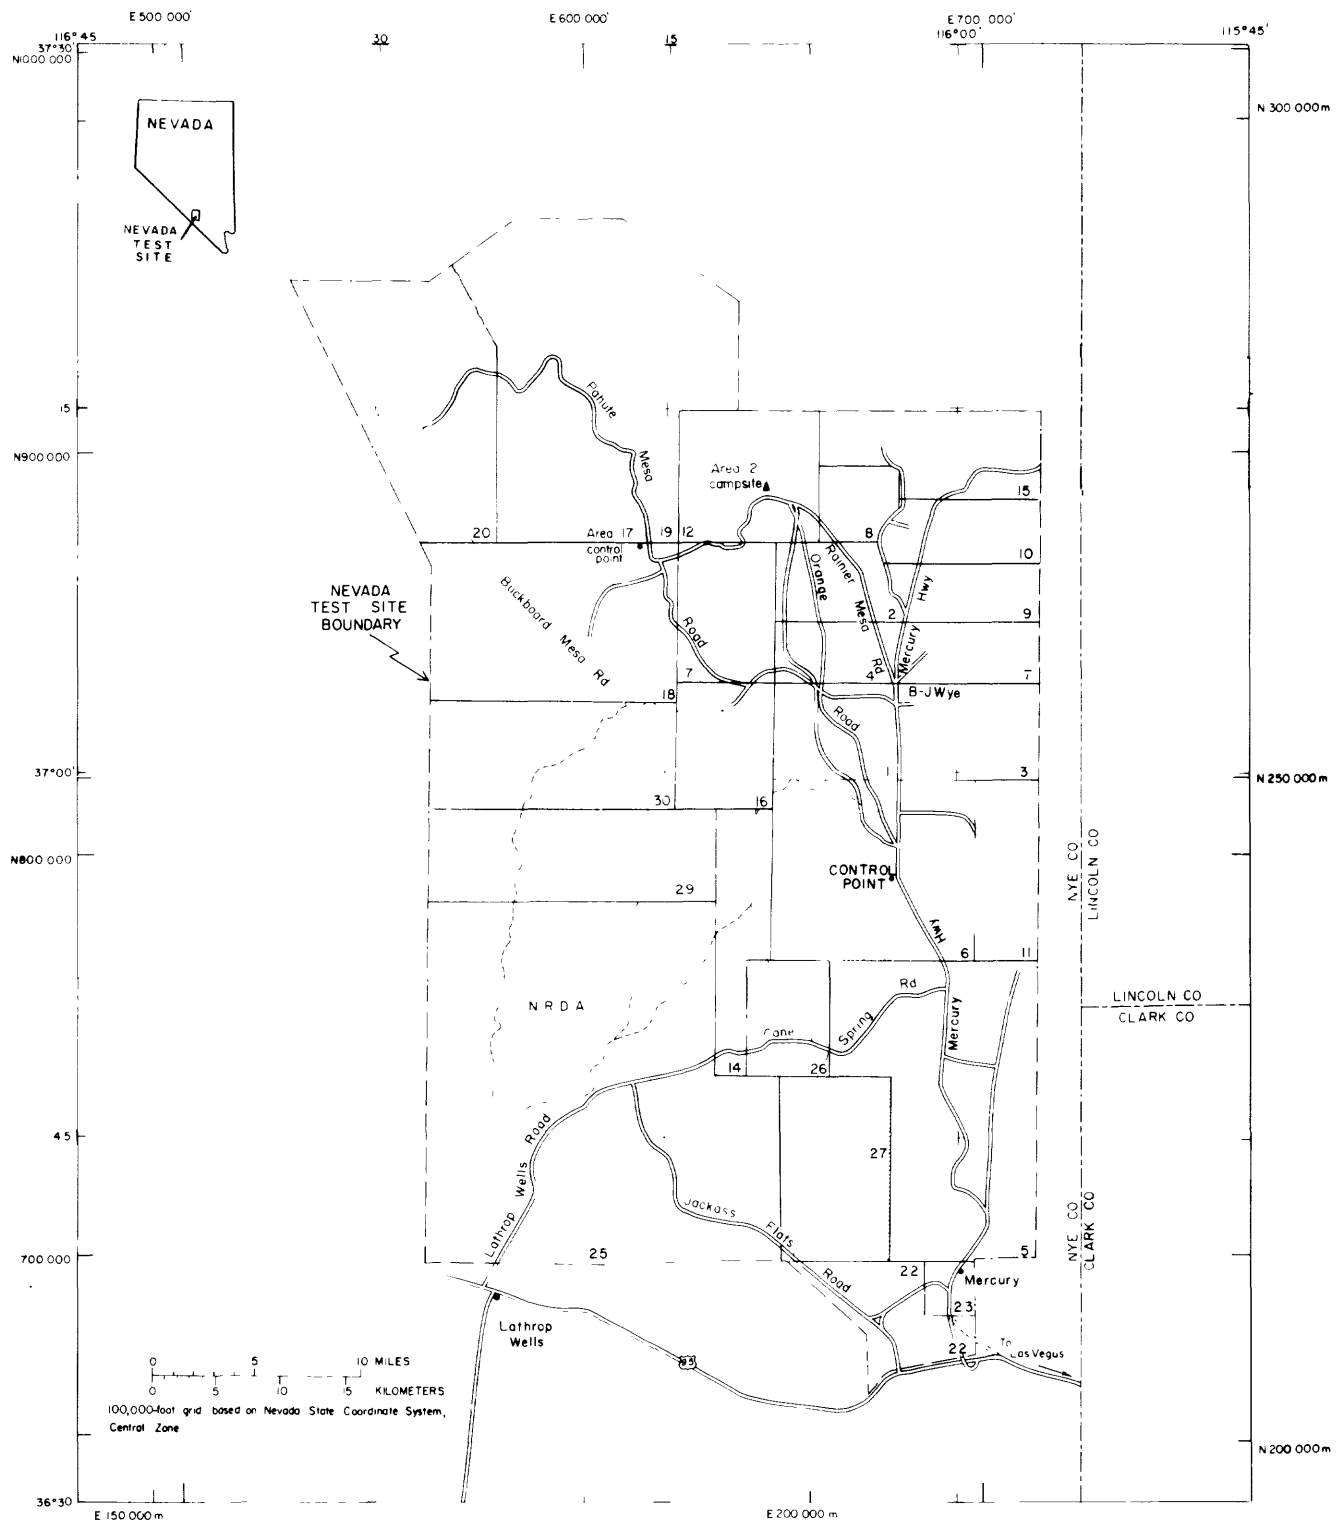 E 500 000'
E 600 000'
E 700 000'
116° 45
30
15
116°00'
115°45'
37°30'
N1000 000
N 300 000m
NEVADA
NEVADA
TEST
SITE
Pahute
Mesa
Road
15
N900 000
Area 2
campsite
15
20
Area 17
control
point
19
12
8
10
Buckboard Mesa Rd
Orange
Road
Rainier
Mesa
Rd
Mercury
Hwy
2
9
NEVADA
TEST SITE
BOUNDARY
7
4
7
18
B-J Wye
37°00'
1
3
N 250 000m
30
16
N800 000
CONTROL
POINT
NYE CO
LINCOLN CO
29
Hwy
6
11
NRDA
Cane
Spring
Rd
Mercury
LINCOLN CO
CLARK CO
14
26
45
Lathrop
Wells
Road
27
Jackass
Flats
Road
NYE CO
CLARK CO
700 000
25
5
22
Mercury
23
Lathrop
Wells
95
22
To
Las Vegus
0 5 10 MILES
0 5 10 15 KILOMETERS
100,000-foot grid based on Nevada State Coordinate System,
Central Zone
N 200 000m
36°30
E 150 000m
E 200 000 m